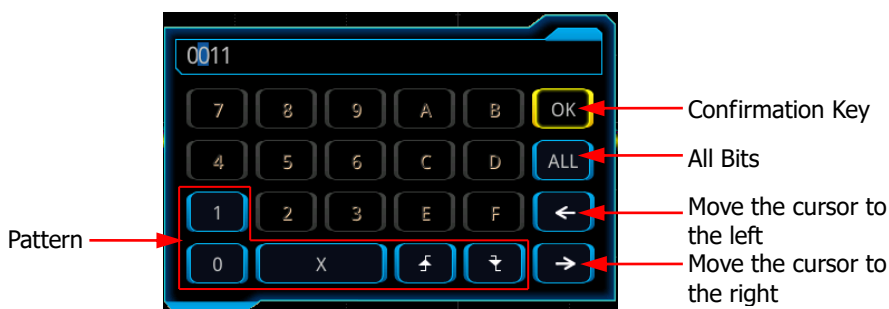 0011
7 8 9 A B OK
Confirmation Key
4 5 6 C D ALL
All Bits
1 2 3 E F ←
Move the cursor to
the left
Pattern
0 X →
Move the cursor to
the right